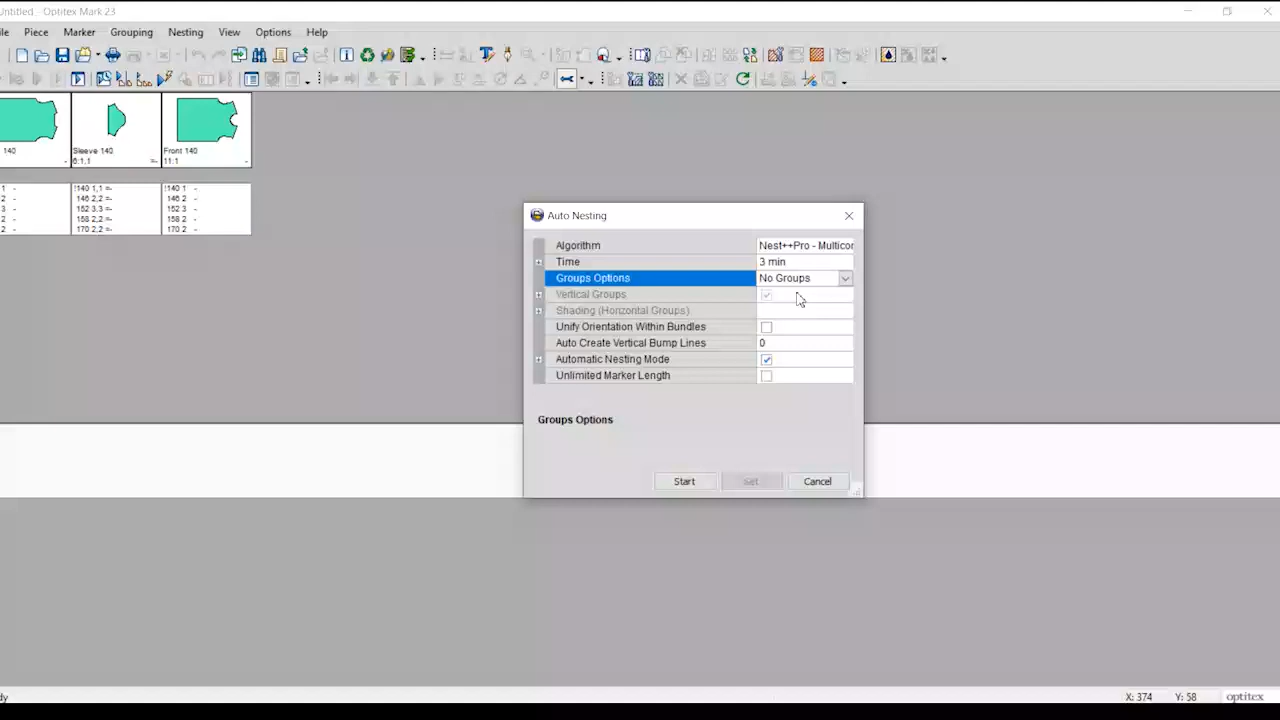 Untitled_- Optitex Mark 23
ile Piece Marker Grouping Nesting View Options Help
140
Sleeve 140
6:1,1 =-
Front 140
11:1 -
1 -
2 -
3 -
2 -
2 -
!140 1,1 =-
146 2,2 =-
152 3,3 =-
158 2,2 =-
170 2,2 =-
!140 1 -
146 2 -
152 3 -
158 2 -
170 2 -
Auto Nesting
Algorithm Nest++Pro - Multicor
Time 3 min
Groups Options No Groups
Vertical Groups
Shading (Horizontal Groups)
Unify Orientation Within Bundles
Auto Create Vertical Bump Lines 0
Automatic Nesting Mode
Unlimited Marker Length
Groups Options
Start Cancel
dy X: 374 Y: 58 optitex